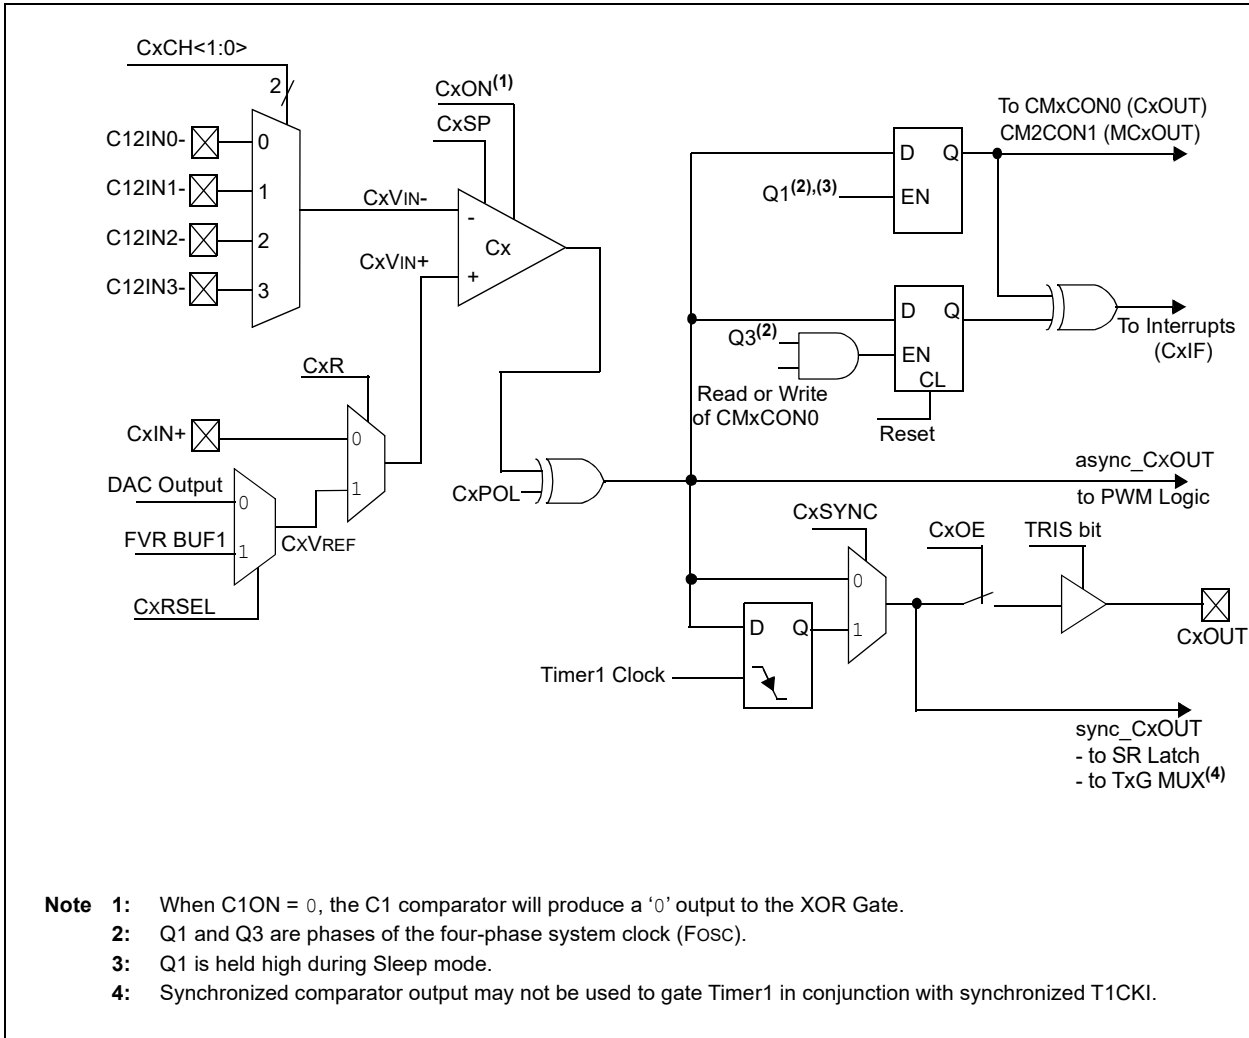 CxCH<1:0>
2
CxON(1)
CxSP
To CMxCON0 (CxOUT)
CM2CON1 (MCxOUT)
C12IN0-
0
C12IN1-
1
C12IN2-
2
C12IN3-
3
CxVIN-
-
Cx
CxVIN+
+
D
Q
Q1(2),(3)
EN
D
Q
Q3(2)
EN
CL
Read or Write
of CMxCON0
Reset
To Interrupts
(CxIF)
CxR
CxIN+
0
1
DAC Output
0
FVR BUF1
1
CxVREF
CxRSEL
CxPOL
async_CxOUT
to PWM Logic
CxSYNC
CxOE
TRIS bit
0
1
D
Q
Timer1 Clock
CxOUT
sync_CxOUT
- to SR Latch
- to TxG MUX(4)
Note 1: When C1ON = 0, the C1 comparator will produce a ‘0’ output to the XOR Gate.
2: Q1 and Q3 are phases of the four-phase system clock (FOSC).
3: Q1 is held high during Sleep mode.
4: Synchronized comparator output may not be used to gate Timer1 in conjunction with synchronized T1CKI.